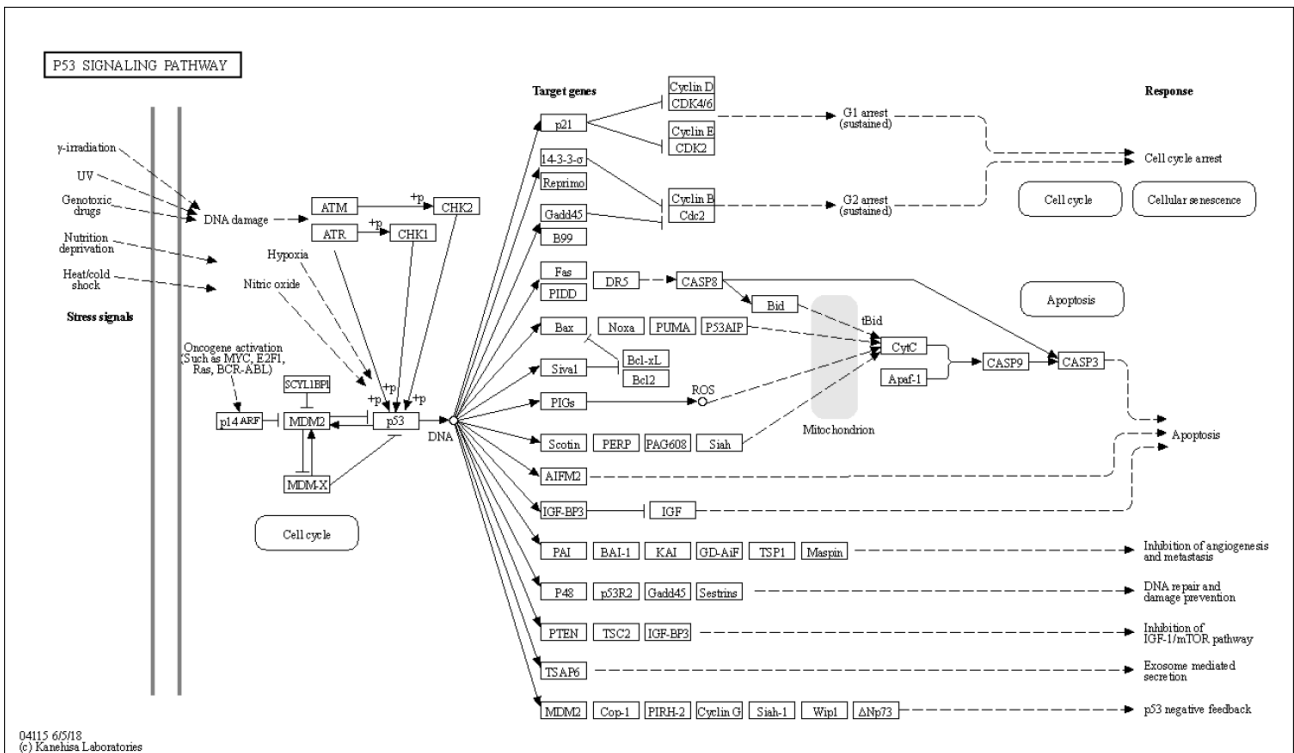 P53 SIGNALING PATHWAY
Target genes
Response
γ-irradiation
UV
Genotoxic
drugs
Nutrition
deprivation
Heat/cold
shock
Stress signals
DNA damage
ATM
+p
CHK2
ATR
+p
CHK1
Hypoxia
Nitric oxide
Oncogene activation
(Such as MYC, E2F1,
Ras, BCR-ABL)
SCYL1BP1
+p
+p
+p
p14 ARF
MDM2
p53
DNA
MDM-X
Cell cycle
p21
Cyclin D
CDK4/6
Cyclin E
CDK2
G1 arrest
(sustained)
14-3-3-σ
Reprimo
Gadd45
B99
Cyclin B
Cdc2
G2 arrest
(sustained)
Cell cycle arrest
Cell cycle
Cellular senescence
Fas
PIDD
DR5
CASP8
Bid
tBid
Apoptosis
Bax
Noxa
PUMA
P53AIP
CytC
Bcl-xL
Bcl2
Siva1
Apaf-1
CASP9
CASP3
PIGs
ROS
Mitochondrion
Scotin
PERP
PAG608
Siah
Apoptosis
AIFM2
IGF-BP3
IGF
PAI
BAI-1
KAI
GD-AiF
TSP1
Maspin
Inhibition of angiogenesis
and metastasis
P48
p53R2
Gadd45
Sestrins
DNA repair and
damage prevention
PTEN
TSC2
IGF-BP3
Inhibition of
IGF-1/mTOR pathway
TSAP6
Exosome mediated
secretion
MDM2
Cop-1
PIRH-2
Cyclin G
Siah-1
Wip1
ΔNp73
p53 negative feedback
04115 6/5/18
(c) Kanehisa Laboratories